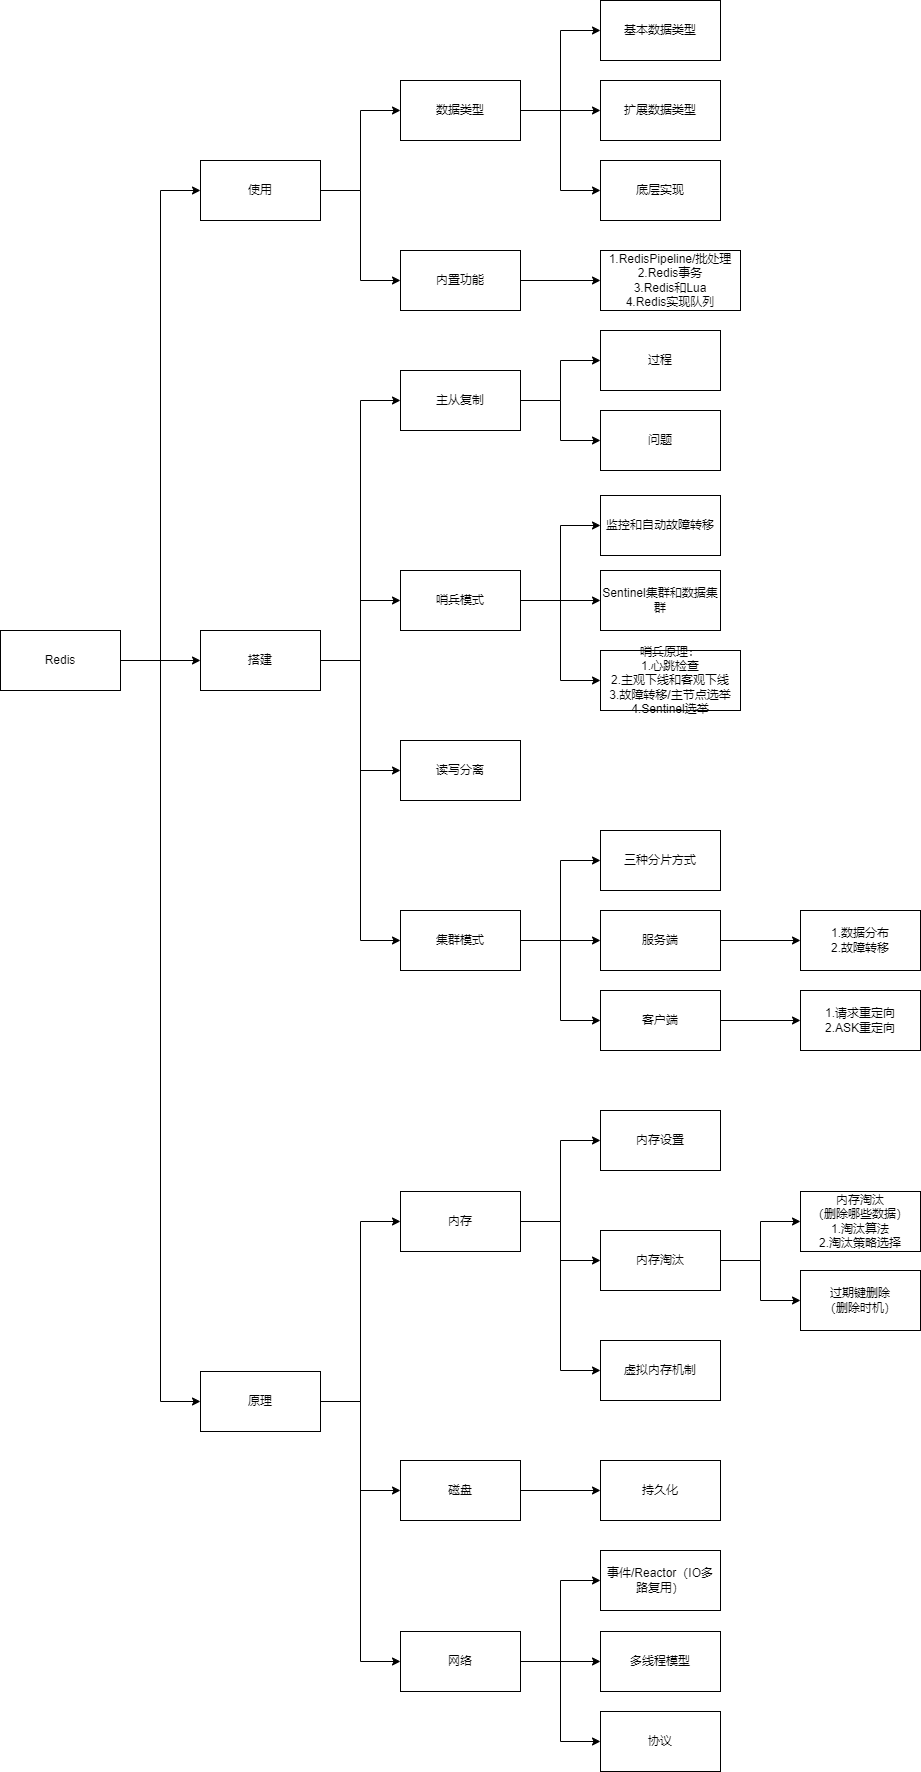 基本数据类型
数据类型
扩展数据类型
使用
底层实现
内置功能
1.RedisPipeline/批处理
2.Redis事务
3.Redis和Lua
4.Redis实现队列
过程
主从复制
问题
监控和自动故障转移
哨兵模式
Sentinel集群和数据集
群
Redis
搭建
哨兵原理：
1.心跳检查
2.主观下线和客观下线
3.故障转移/主节点选举
4.Sentinel选举
读写分离
三种分片方式
集群模式
服务端
1.数据分布
2.故障转移
客户端
1.请求重定向
2.ASK重定向
内存设置
内存
内存淘汰
（删除哪些数据）
1.淘汰算法
2.淘汰策略选择
内存淘汰
过期键删除
（删除时机）
虚拟内存机制
原理
磁盘
持久化
事件/Reactor（IO多
路复用）
网络
多线程模型
协议